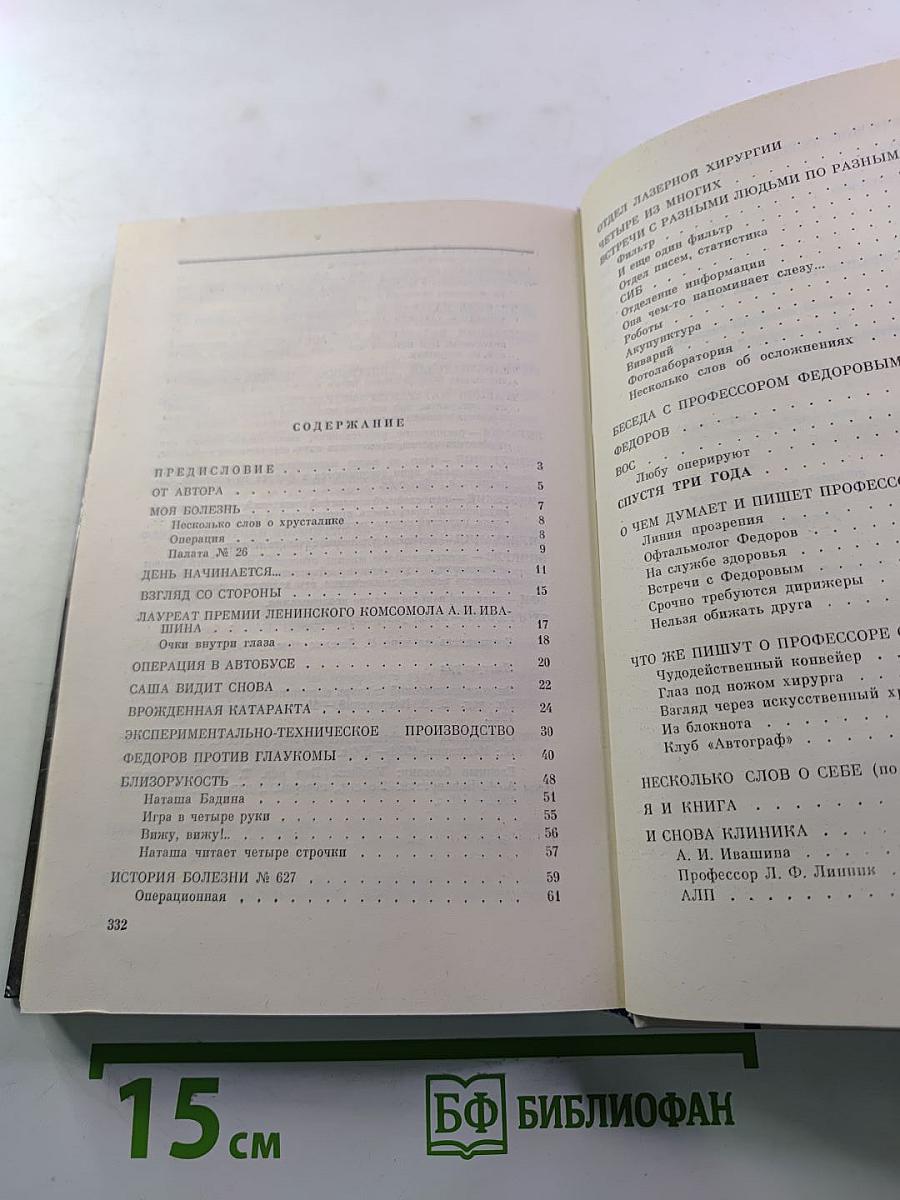 СОДЕРЖАНИЕ
ПРЕДИСЛОВИЕ . . . . . . . . . . . . 3
ОТ АВТОРА . . . . . . . . . . . . 5
МОЯ БОЛЕЗНЬ . . . . . . . . . . . . 7
Несколько слов о хрусталике . . . . . . . . 8
Операция . . . . . . . . . . . . 8
Палата № 26 . . . . . . . . . . . . 9
ДЕНЬ НАЧИНАЕТСЯ... . . . . . . . . . . 11
ВЗГЛЯД СО СТОРОНЫ . . . . . . . . . . 15
ЛАУРЕАТ ПРЕМИИ ЛЕНИНСКОГО КОМСОМОЛА А. И. ИВА-
ШИНА . . . . . . . . . . . . 17
Очки внутри глаза . . . . . . . . . . 18
ОПЕРАЦИЯ В АВТОБУСЕ . . . . . . . . . . 20
САША ВИДИТ СНОВА . . . . . . . . . . 22
ВРОЖДЕННАЯ КАТАРАКТА . . . . . . . . . . 24
ЭКСПЕРИМЕНТАЛЬНО-ТЕХНИЧЕСКОЕ ПРОИЗВОДСТВО 30
ФЕДОРОВ ПРОТИВ ГЛАУКОМЫ . . . . . . . . 40
БЛИЗОРУКОСТЬ . . . . . . . . . . . . 48
Наташа Бадина . . . . . . . . . . . . 51
Игра в четыре руки . . . . . . . . . . 55
Вижу, вижу!.. . . . . . . . . . . . 56
Наташа читает четыре строчки . . . . . . . . 57
ИСТОРИЯ БОЛЕЗНИ № 627 . . . . . . . . . . 59
Операционная . . . . . . . . . . . . 61
332
ОТДЕЛ ЛАЗЕРНОЙ ХИРУРГИИ . . . .
ЧЕТЫРЕ ИЗ МНОГИХ . . . . . .
ВСТРЕЧИ С РАЗНЫМИ ЛЮДЬМИ ПО РАЗНЫМ
Фильтр . . . . . . . .
И еще один фильтр . . . . . .
Отдел писем, статистика . . . . .
СИБ . . . . . . . .
Отделение информации . . . . .
Она чем-то напоминает слезу... . . . .
Роботы . . . . . . . .
Акупунктура . . . . . . .
Виварий . . . . . . . .
Фотолаборатория . . . . . .
Несколько слов об осложнениях . .
БЕСЕДА С ПРОФЕССОРОМ ФЕДОРОВЫМ
ФЕДОРОВ . . . . . . . .
ВОС . . . . . . . .
Любу оперируют . . . . . .
СПУСТЯ ТРИ ГОДА . . . . . .
О ЧЕМ ДУМАЕТ И ПИШЕТ ПРОФЕССО
Линия прозрения . . . . .
Офтальмолог Федоров . . . .
На службе здоровья . . . . .
Встречи с Федоровым . . . .
Срочно требуются дирижеры . . .
Нельзя обижать друга . . . .
ЧТО ЖЕ ПИШУТ О ПРОФЕССОРЕ
Чудодейственный конвейер . .
Глаз под ножом хирурга . . .
Взгляд через искусственный хр
Из блокнота . . . . . .
Клуб «Автограф» . . . . .
НЕСКОЛЬКО СЛОВ О СЕБЕ (по
Я И КНИГА . . . . . .
И СНОВА КЛИНИКА . . . .
А. И. Ивашина . . . . .
Профессор Л. Ф. Линник .
АЛП . . . . . . .
15 см
БФ БИБЛИОФАН